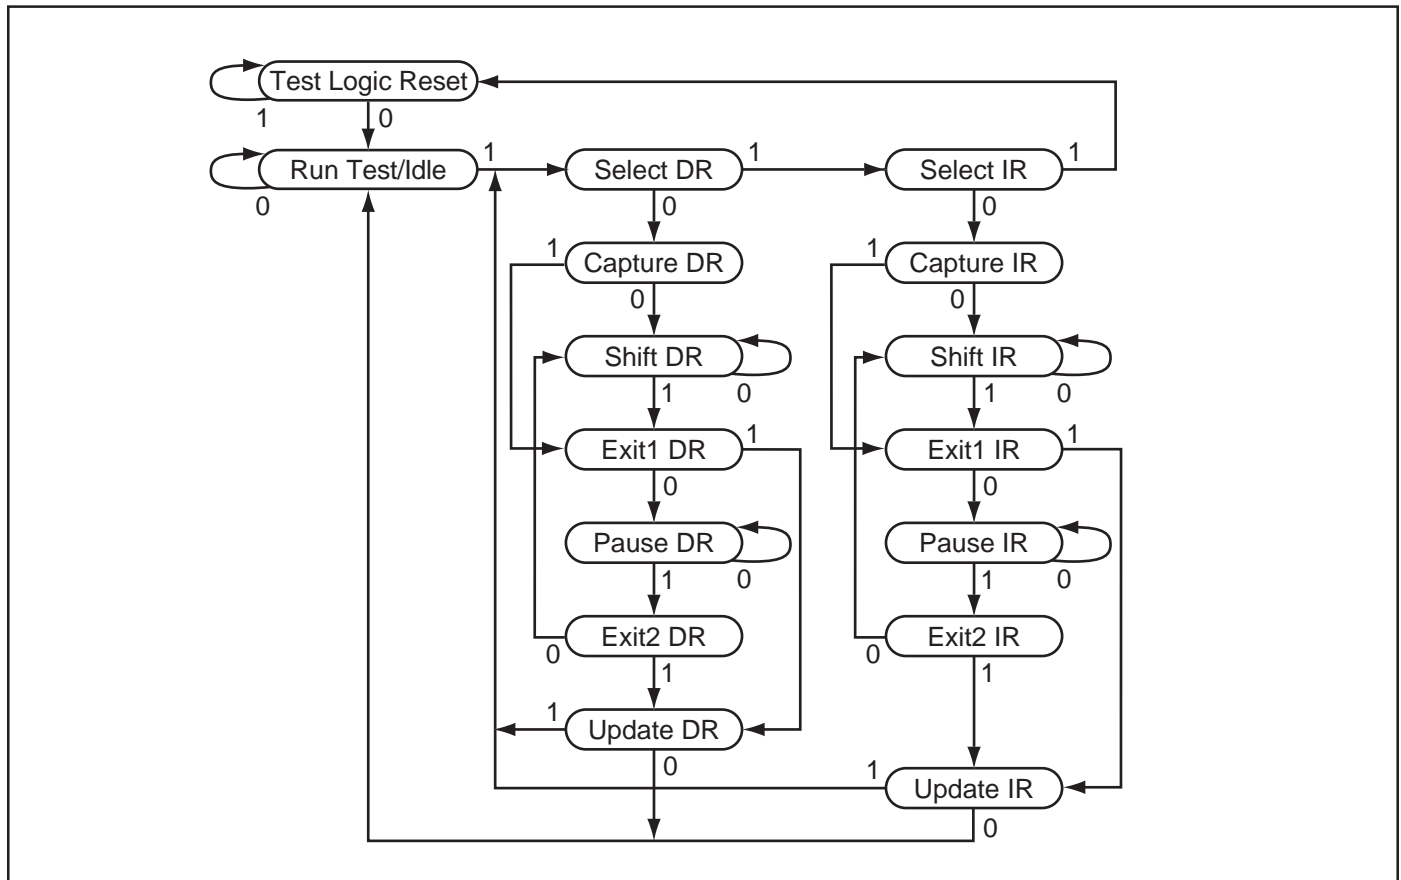 Test Logic Reset
1
0
Run Test/Idle
1
0
Select DR
1
0
Select IR
1
0
1
Capture DR
0
1
Capture IR
0
Shift DR
1
0
Shift IR
1
0
Exit1 DR
1
0
Exit1 IR
1
0
Pause DR
1
0
Pause IR
1
0
Exit2 DR
0
1
Exit2 IR
0
1
1
Update DR
0
1
Update IR
0